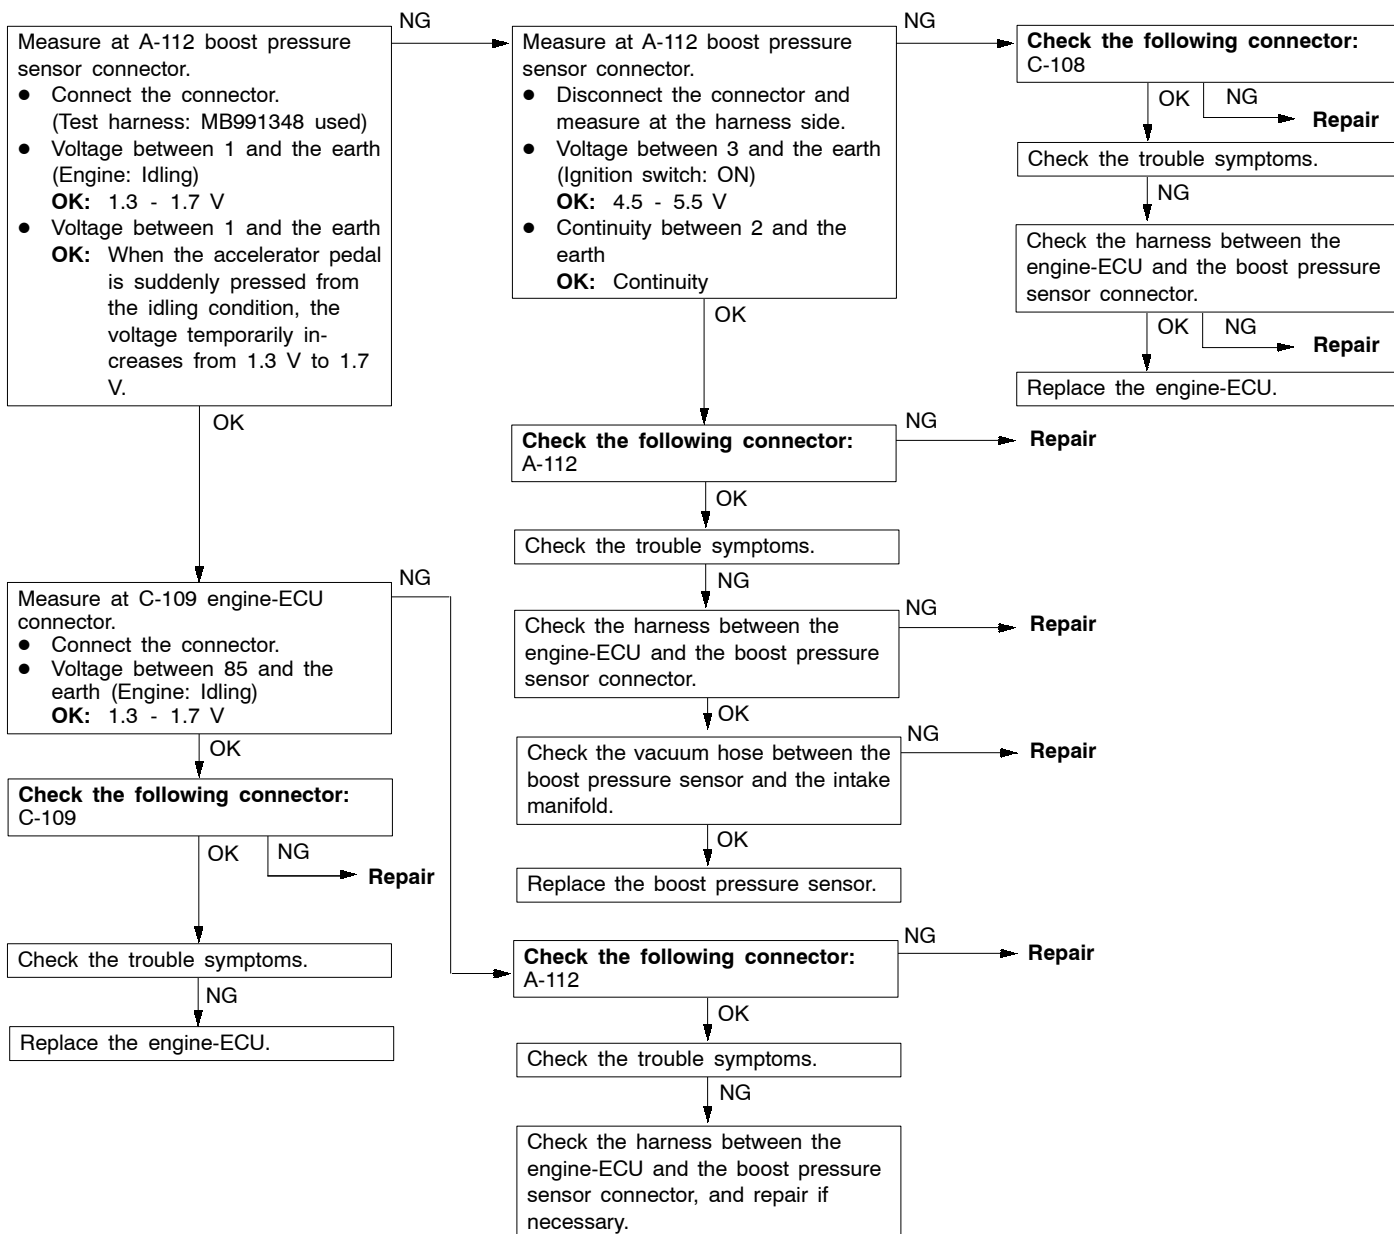 NG
Measure at A-112 boost pressure
sensor connector.
● Connect the connector.
(Test harness: MB991348 used)
● Voltage between 1 and the earth
(Engine: Idling)
OK: 1.3 - 1.7 V
● Voltage between 1 and the earth
OK: When the accelerator pedal
is suddenly pressed from
the idling condition, the
voltage temporarily in-
creases from 1.3 V to 1.7
V.
OK
NG
Measure at C-109 engine-ECU
connector.
● Connect the connector.
● Voltage between 85 and the
earth (Engine: Idling)
OK: 1.3 - 1.7 V
OK
Check the following connector:
C-109
OK
NG
Repair
Check the trouble symptoms.
NG
Replace the engine-ECU.
NG
Measure at A-112 boost pressure
sensor connector.
● Disconnect the connector and
measure at the harness side.
● Voltage between 3 and the earth
(Ignition switch: ON)
OK: 4.5 - 5.5 V
● Continuity between 2 and the
earth
OK: Continuity
OK
Check the following connector:
A-112
NG
Repair
OK
Check the trouble symptoms.
NG
Check the harness between the
engine-ECU and the boost pressure
sensor connector.
NG
Repair
OK
Check the vacuum hose between the
boost pressure sensor and the intake
manifold.
NG
Repair
OK
Replace the boost pressure sensor.
Check the following connector:
A-112
NG
Repair
OK
Check the trouble symptoms.
NG
Check the harness between the
engine-ECU and the boost pressure
sensor connector, and repair if
necessary.
Check the following connector:
C-108
OK
NG
Repair
Check the trouble symptoms.
NG
Check the harness between the
engine-ECU and the boost pressure
sensor connector.
OK
NG
Repair
Replace the engine-ECU.